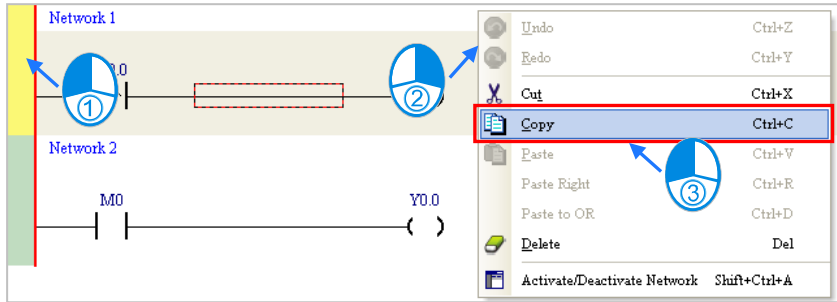 Network 1
.0
①
②
Undo Ctrl+Z
Redo Ctrl+Y
Cut Ctrl+X
Copy Ctrl+C
Paste Ctrl+V
Paste Right Ctrl+R
③
Paste to OR Ctrl+D
Delete Del
Activate/Deactivate Network Shift+Ctrl+A
Network 2
M0 Y0.0